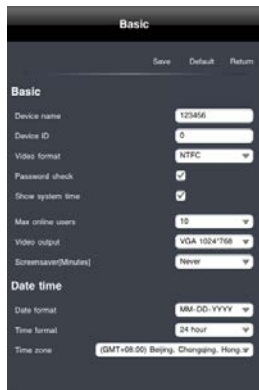 Basic
Save Default Return
Basic
Device name 123456
Device ID 0
Video format NTFC
Password check
Show system time
Max online users 10
Video output VGA 1024*768
Screensaver[Minutes] Never
Date time
Date format MM-DD-YYYY
Time format 24 hour
Time zone (GMT+08:00) Beijing, Chongqing, Hong